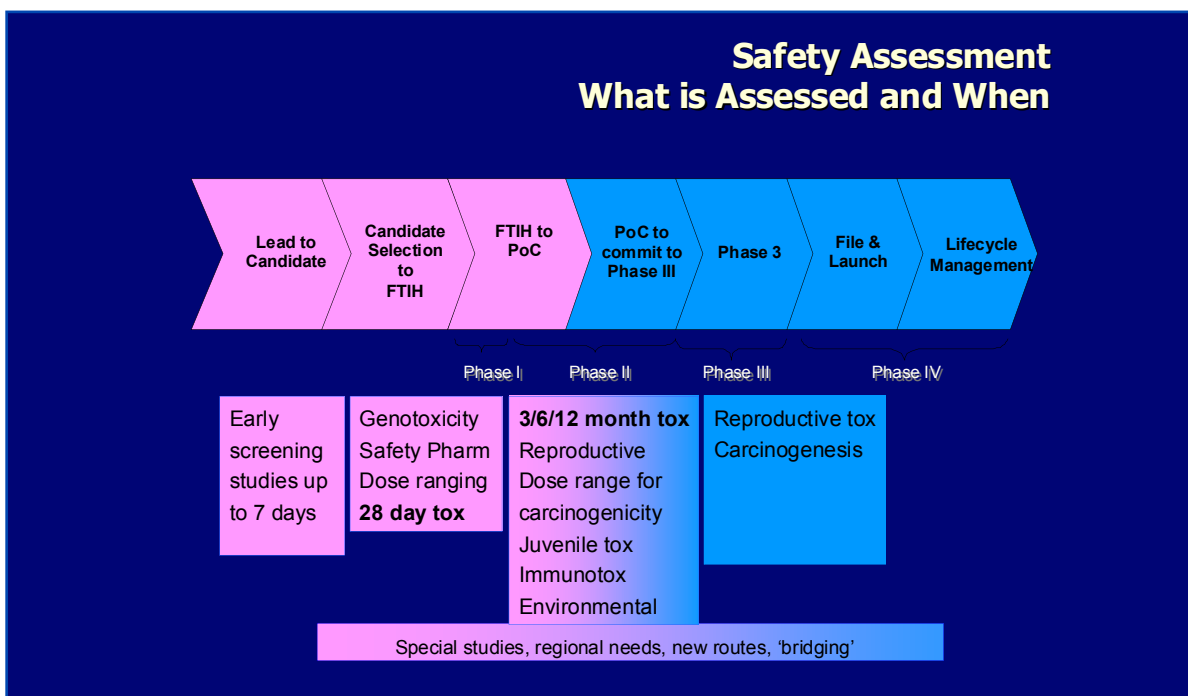 Safety Assessment
What is Assessed and When
Lead to
Candidate
Candidate
Selection
to
FTIH
FTIH to
PoC
PoC to
commit to
Phase III
Phase 3
File &
Launch
Lifecycle
Management
Phase I
Phase II
Phase III
Phase IV
Early
screening
studies up
to 7 days
Genotoxicity
Safety Pharm
Dose ranging
28 day tox
3/6/12 month tox
Reproductive
Dose range for
carcinogenicity
Juvenile tox
Immunotox
Environmental
Reproductive tox
Carcinogenesis
Special studies, regional needs, new routes, ‘bridging’